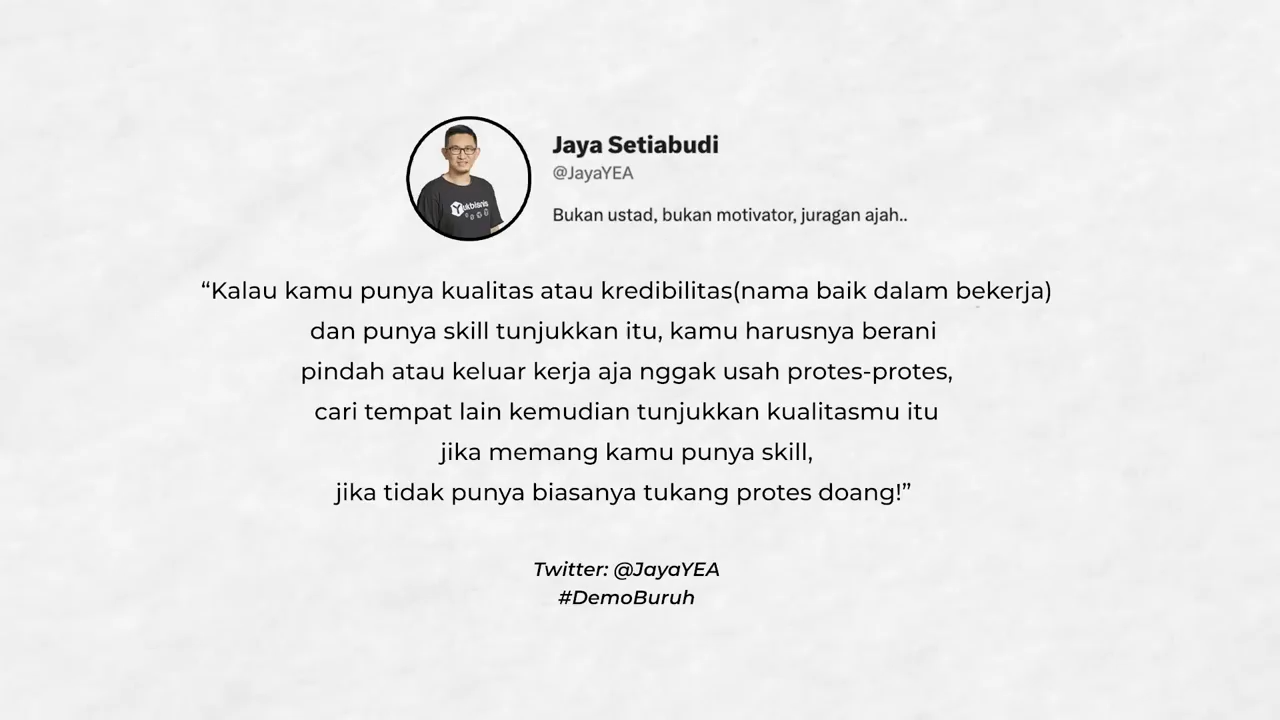 Jaya Setiabudi
@JayaYEA
Bukan ustad, bukan motivator, juragan ajah..
ukbisnis
“Kalau kamu punya kualitas atau kredibilitas(nama baik dalam bekerja)
dan punya skill tunjukkan itu, kamu harusnya berani
pindah atau keluar kerja aja nggak usah protes-protes,
cari tempat lain kemudian tunjukkan kualitasmu itu
jika memang kamu punya skill,
jika tidak punya biasanya tukang protes doang!”
Twitter: @JayaYEA
#DemoBuruh